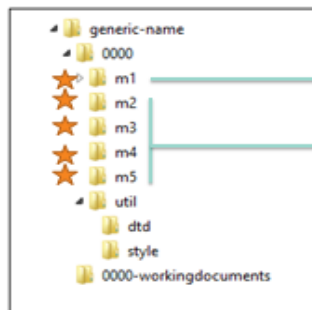 generic-name
0000
m1
m2
m3
m4
m5
util
dtd
style
0000-workingdocuments